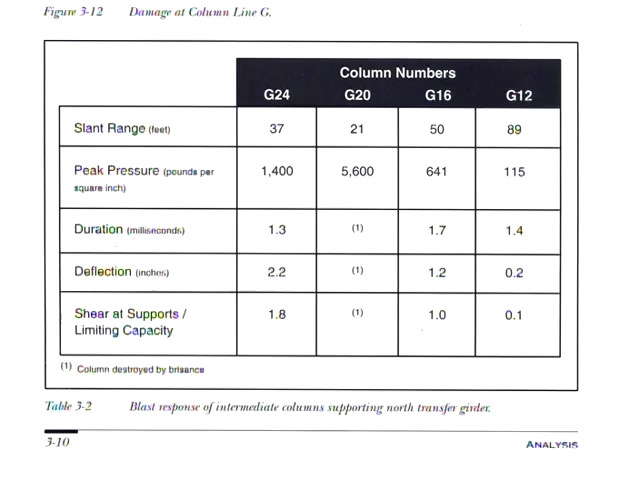 Figure 3-12 Damage at Column Line G.
Column Numbers
G24 G20 G16 G12
Slant Range (feet) 37 21 50 89
Peak Pressure (pounds per 1,400 5,600 641 115
square inch)
Duration (milliseconds) 1.3 (1) 1.7 1.4
Deflection (inches) 2.2 (1) 1.2 0.2
Shear at Supports / 1.8 (1) 1.0 0.1
Limiting Capacity
(1) Column destroyed by brisance
Table 3-2 Blast response of intermediate columns supporting north transfer girder.
3-10 ANALYSIS